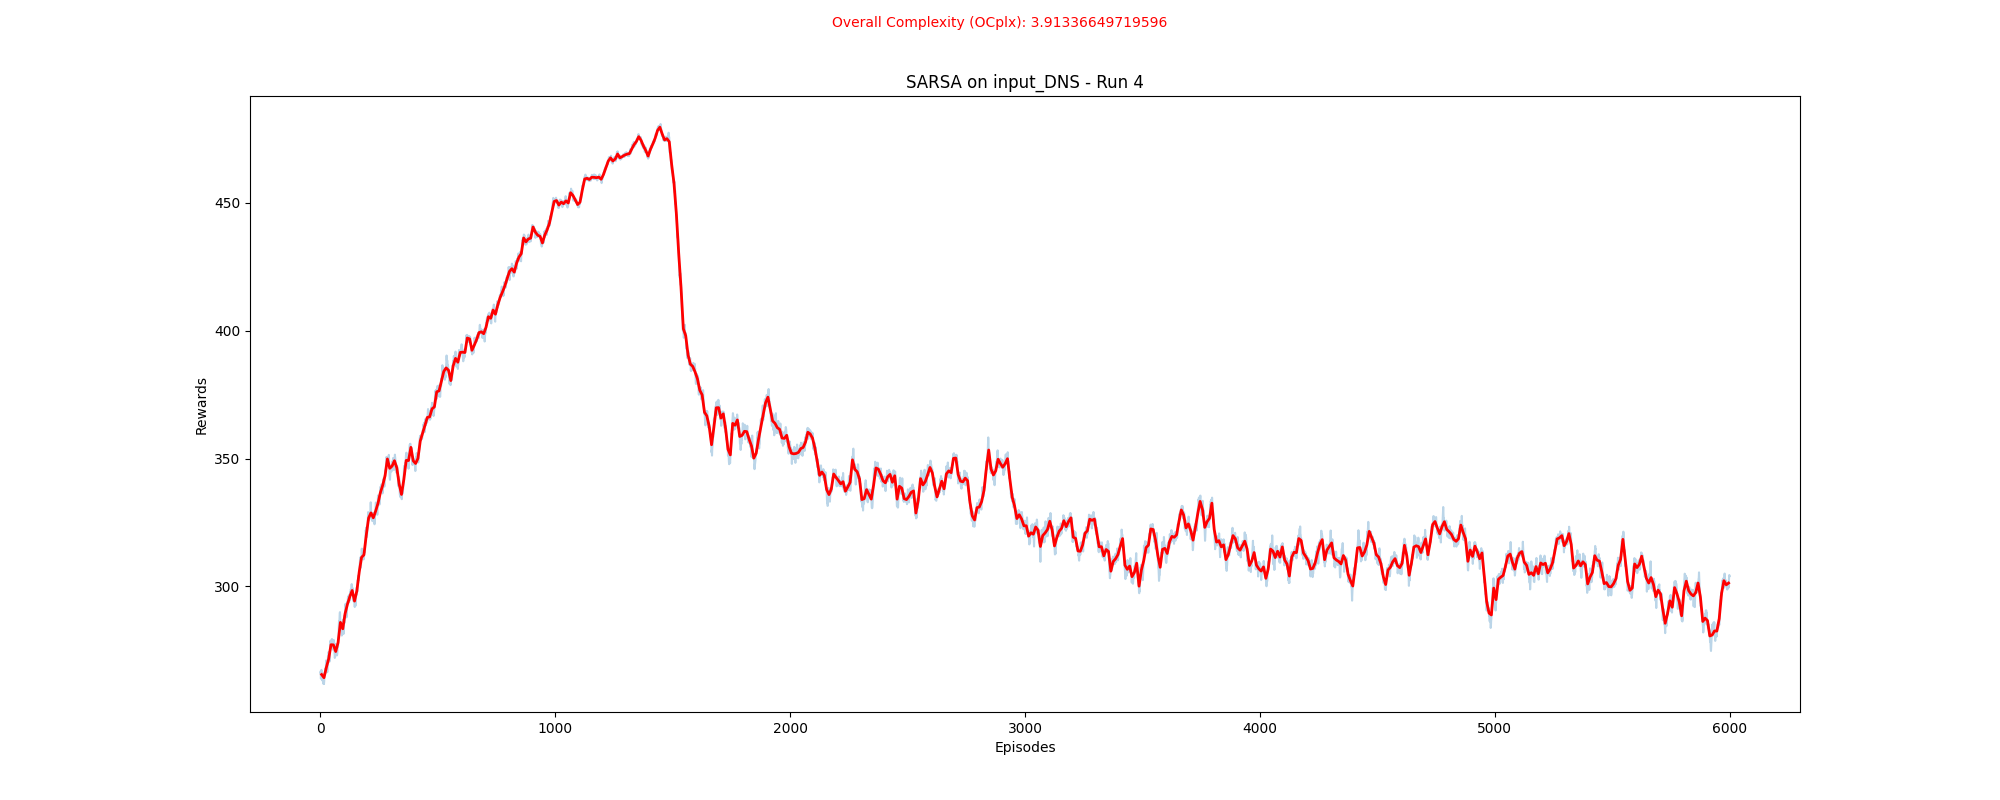 Overall Complexity (OCplx): 3.91336649719596
SARSA on input_DNS - Run 4
Rewards
450
400
350
300
0 1000 2000 3000 4000 5000 6000
Episodes